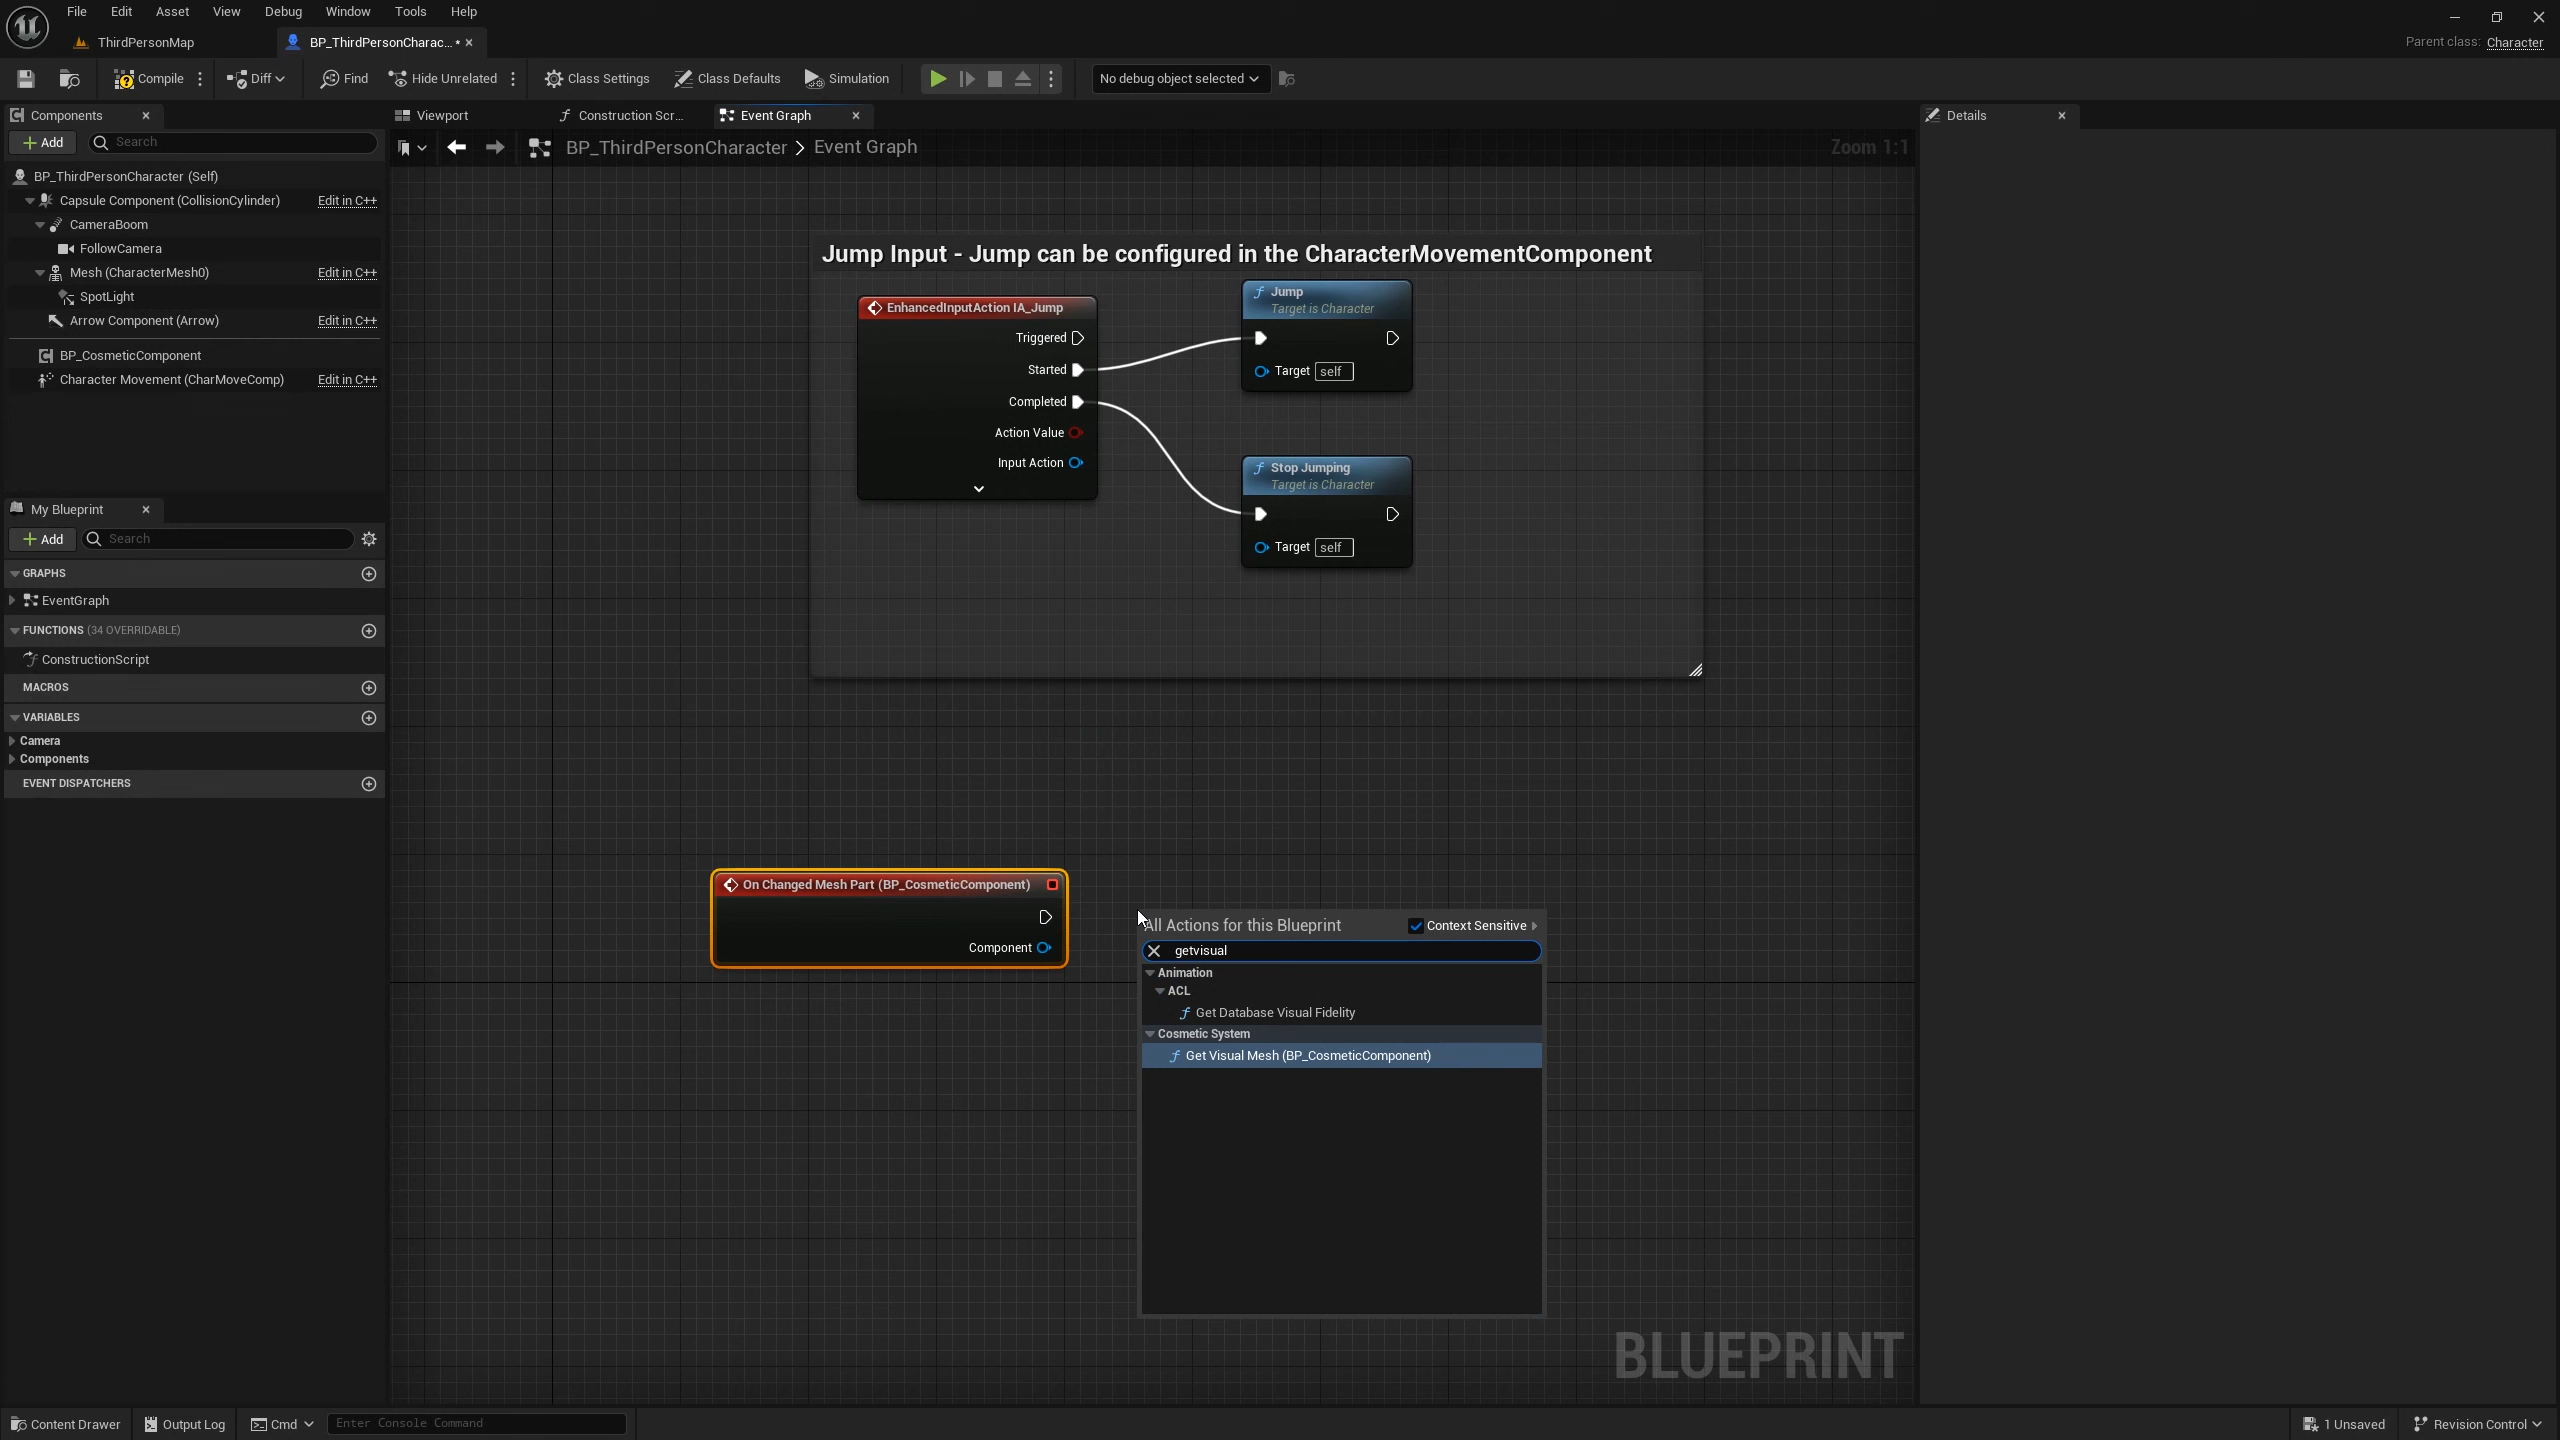 File Edit Asset View Debug Window Tools Help
ThirdPersonMap
BP_ThirdPersonCharac... •
Parent class: Character
Compile
Diff
Find
Hide Unrelated
Class Settings
Class Defaults
Simulation
No debug object selected
Components
Add
Search
BP_ThirdPersonCharacter (Self)
Capsule Component (CollisionCylinder) Edit in C++
CameraBoom
FollowCamera
Mesh (CharacterMesh0) Edit in C++
SpotLight
Arrow Component (Arrow) Edit in C++
BP_CosmeticComponent
Character Movement (CharMoveComp) Edit in C++
My Blueprint
Add
Search
GRAPHS
EventGraph
FUNCTIONS (34 OVERRIDABLE)
ConstructionScript
MACROS
VARIABLES
Camera
Components
EVENT DISPATCHERS
Viewport
Construction Scr...
Event Graph
BP_ThirdPersonCharacter > Event Graph
Zoom 1:1
Jump Input - Jump can be configured in the CharacterMovementComponent
EnhancedInputAction IA_Jump
Triggered
Started
Completed
Action Value
Input Action
Jump
Target is Character
Target self
Stop Jumping
Target is Character
Target self
On Changed Mesh Part (BP_CosmeticComponent)
Component
All Actions for this Blueprint
Context Sensitive
getvisual
Animation
ACL
Get Database Visual Fidelity
Cosmetic System
Get Visual Mesh (BP_CosmeticComponent)
BLUEPRINT
Details
Content Drawer
Output Log
Cmd
Enter Console Command
1 Unsaved
Revision Control